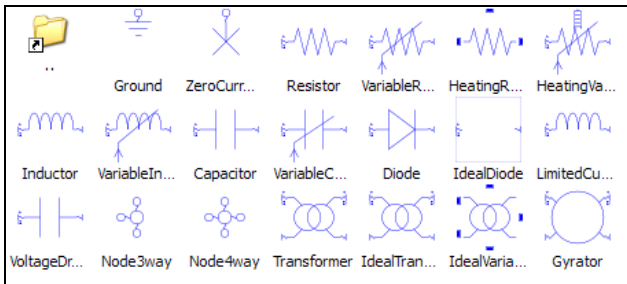 ..
Ground
ZeroCurr...
Resistor
VariableR...
HeatingR...
HeatingVa...
Inductor
VariableIn...
Capacitor
VariableC...
Diode
IdealDiode
LimitedCu...
VoltageDr...
Node3way
Node4way
Transformer
IdealTran...
IdealVaria...
Gyrator